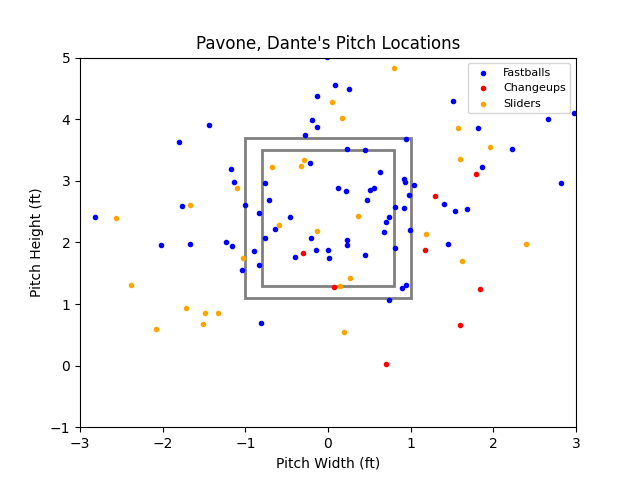 Pavone, Dante's Pitch Locations
Fastballs
Changeups
Sliders
5
4
3
2
1
0
−1
Pitch Height (ft)
−3 −2 −1 0 1 2 3
Pitch Width (ft)